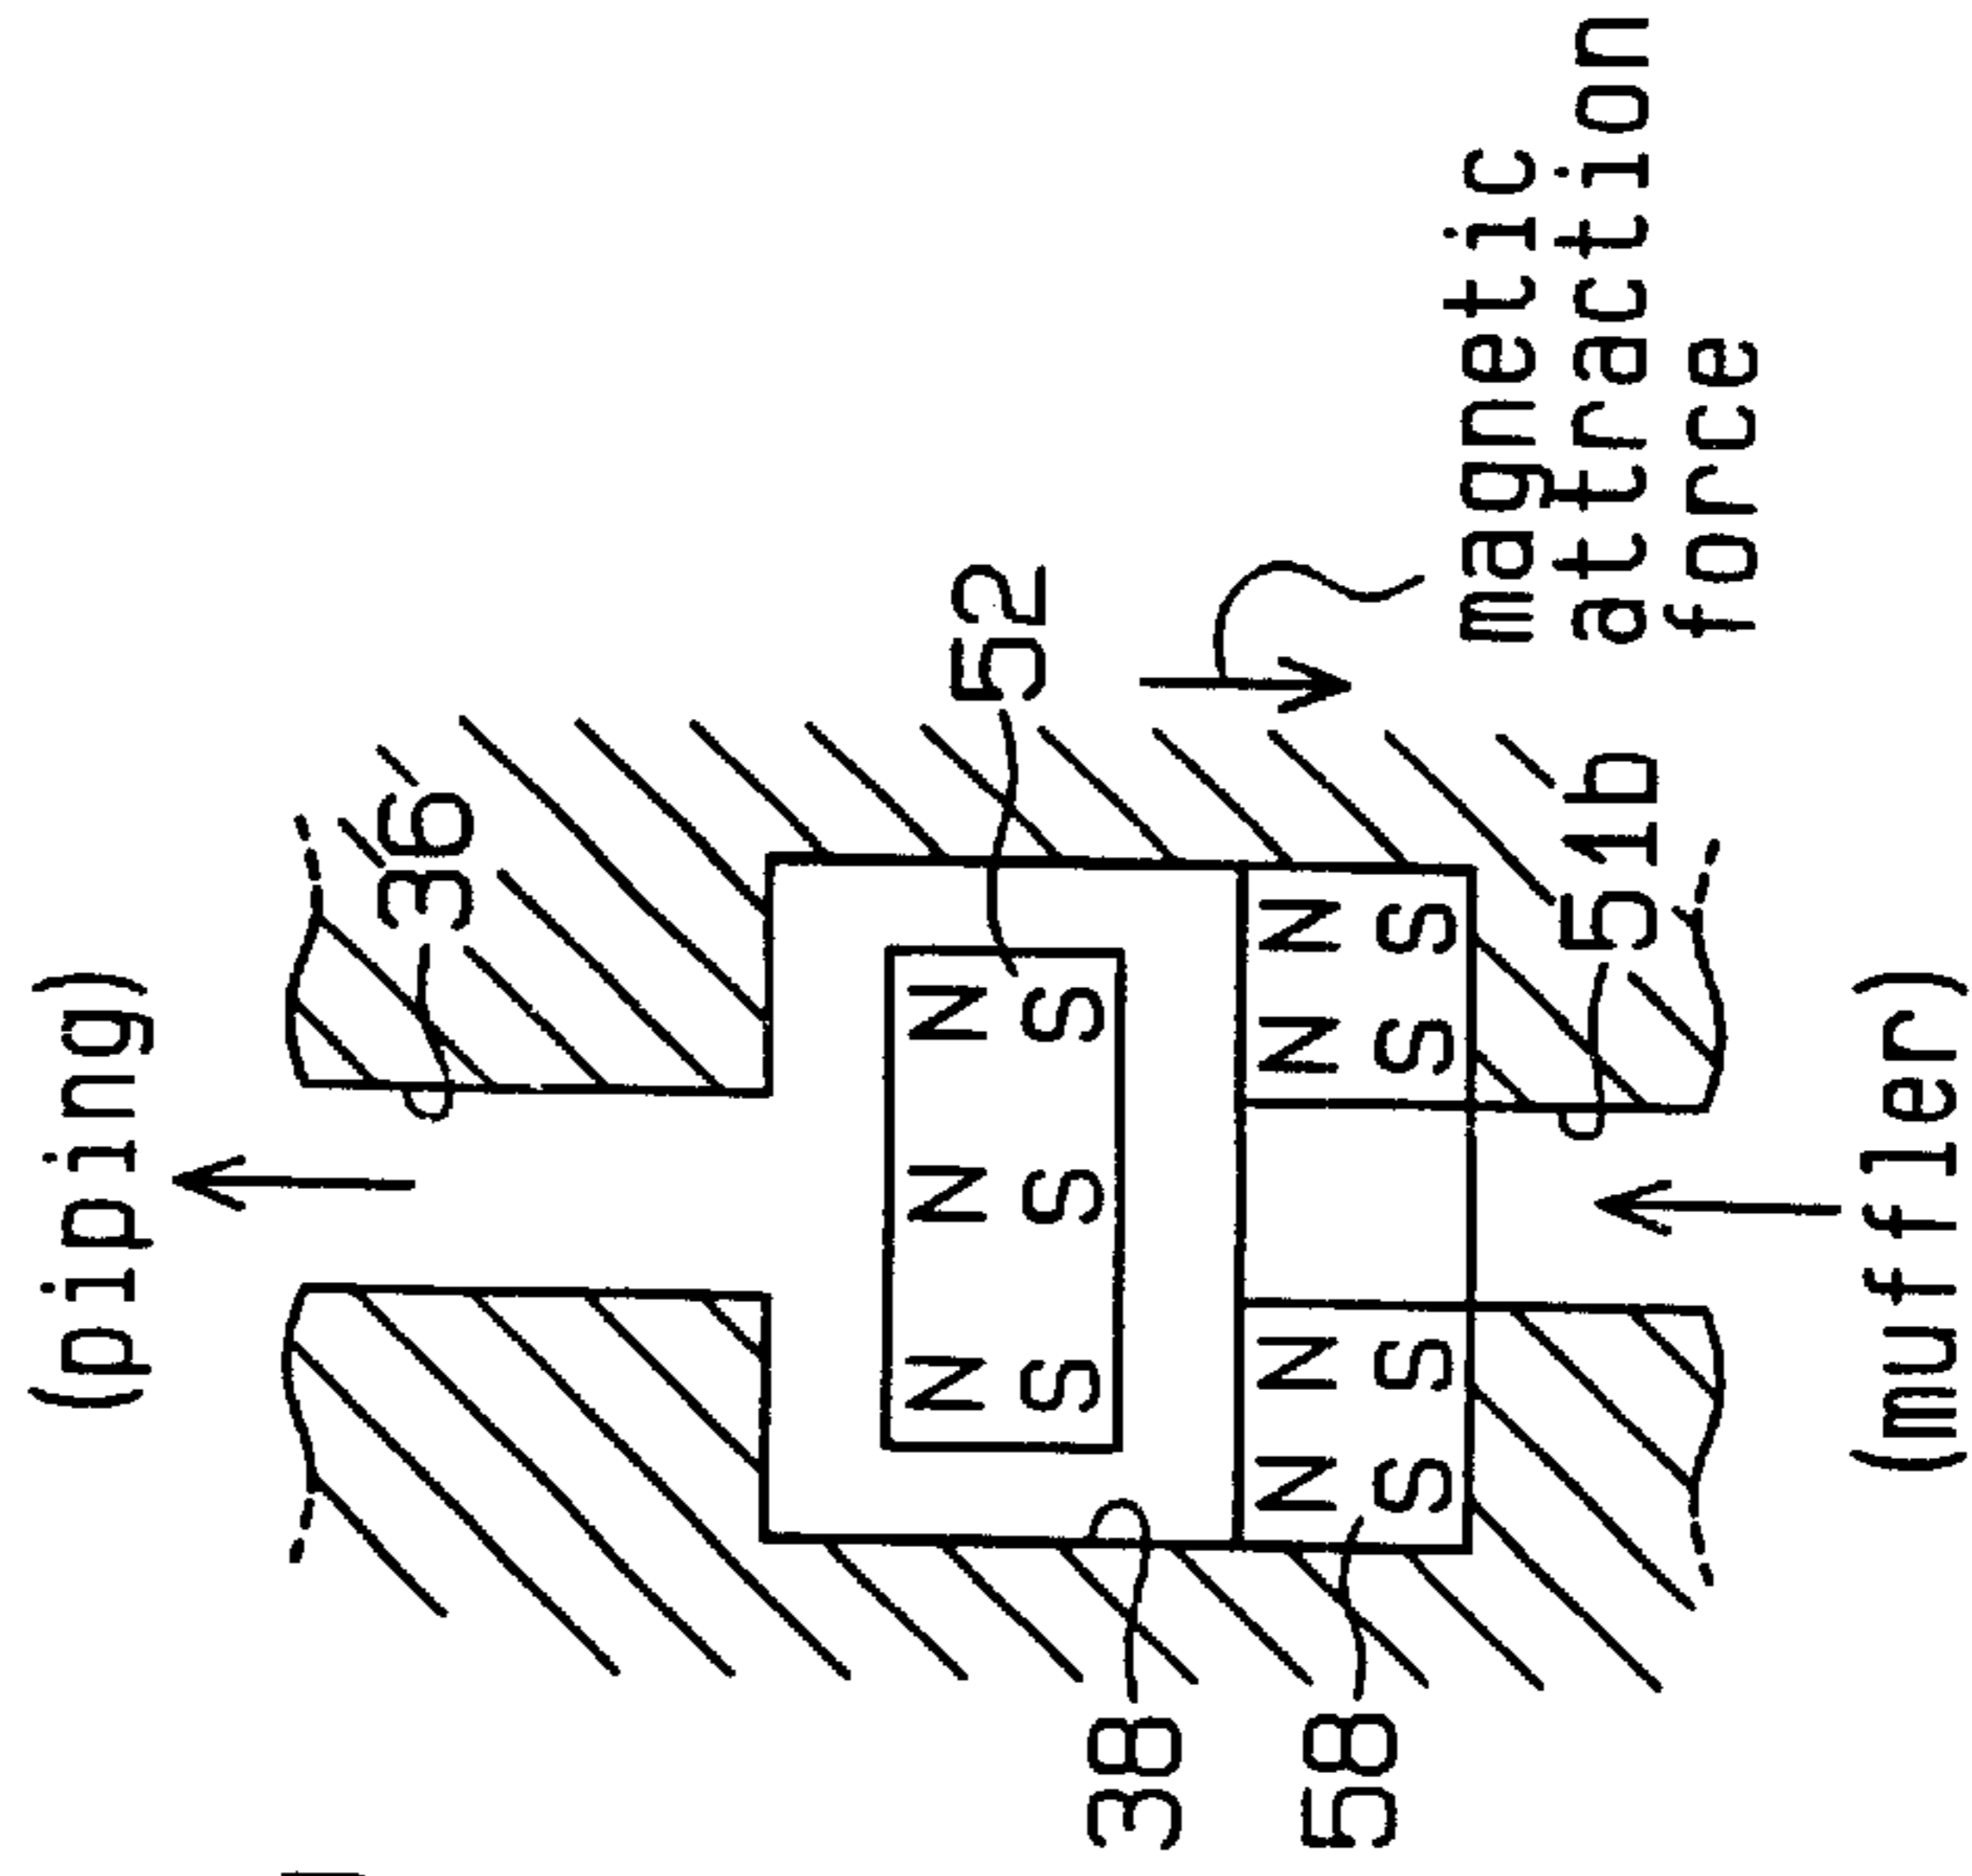 (piping)
36
N N N
52
S S S
38
N N N N
58
S S S S
51b
magnetic
attraction
force
(muffler)